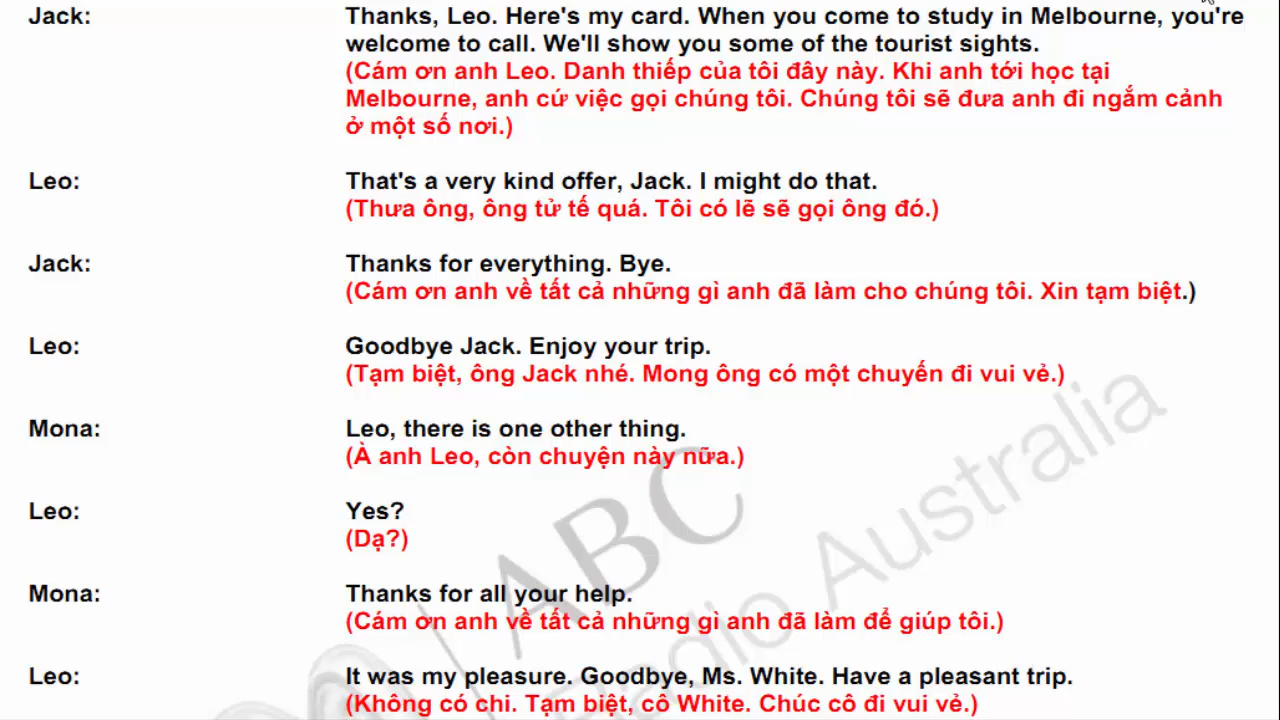 Jack: Thanks, Leo. Here's my card. When you come to study in Melbourne, you're
welcome to call. We'll show you some of the tourist sights.
(Cám ơn anh Leo. Danh thiếp của tôi đây này. Khi anh tới học tại
Melbourne, anh cứ việc gọi chúng tôi. Chúng tôi sẽ đưa anh đi ngắm cảnh
ở một số nơi.)
Leo: That's a very kind offer, Jack. I might do that.
(Thưa ông, ông tử tế quá. Tôi có lẽ sẽ gọi ông đó.)
Jack: Thanks for everything. Bye.
(Cám ơn anh về tất cả những gì anh đã làm cho chúng tôi. Xin tạm biệt.)
Leo: Goodbye Jack. Enjoy your trip.
(Tạm biệt, ông Jack nhé. Mong ông có một chuyến đi vui vẻ.)
Mona: Leo, there is one other thing.
(À anh Leo, còn chuyện này nữa.)
Leo: Yes?
(Dạ?)
Mona: Thanks for all your help.
(Cám ơn anh về tất cả những gì anh đã làm để giúp tôi.)
Leo: It was my pleasure. Goodbye, Ms. White. Have a pleasant trip.
(Không có chi. Tạm biệt, cô White. Chúc cô đi vui vẻ.)
ABC
Radio Australia